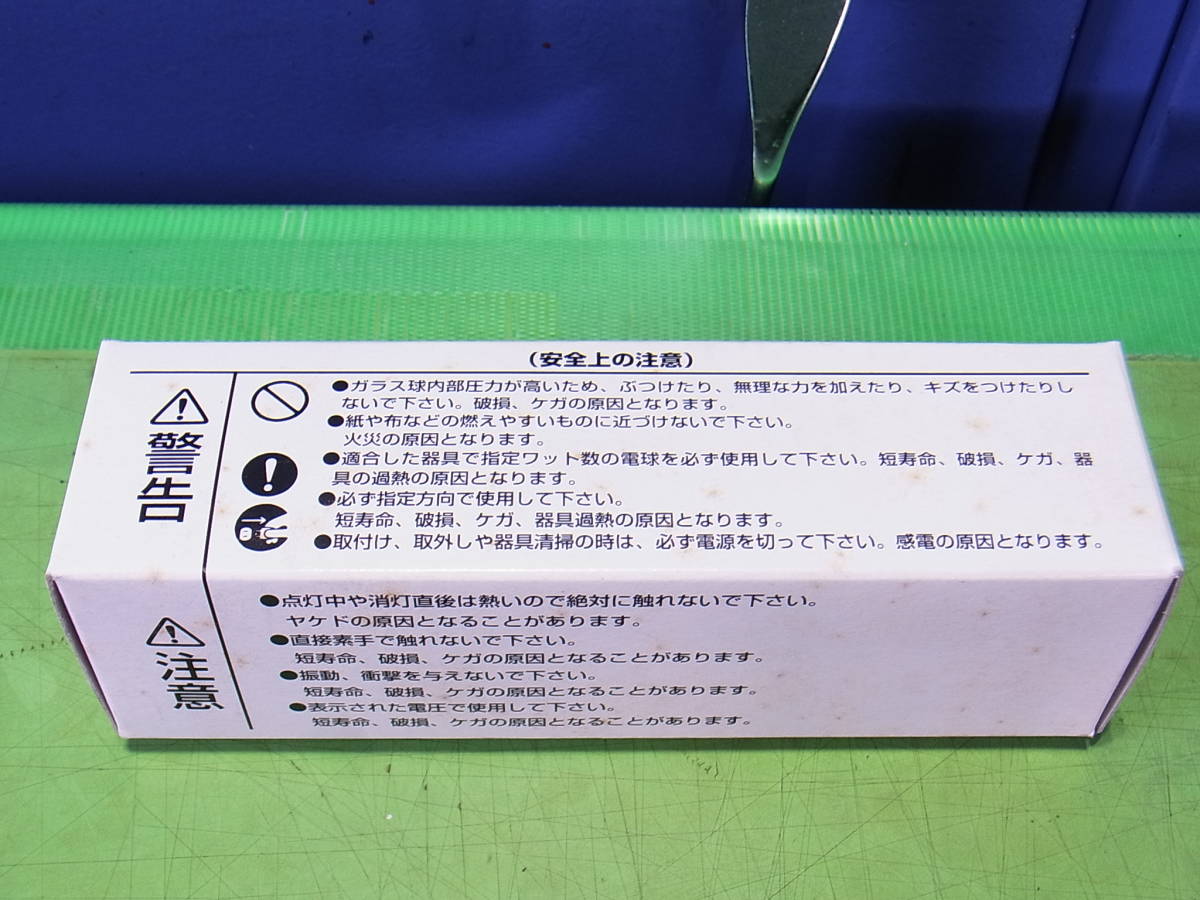 (安全上の注意)
警告
●ガラス球内部圧力が高いため、ぶつけたり、無理な力を加えたり、キズをつけたりし
ないで下さい。破損、ケガの原因となります。
●紙や布などの燃えやすいものに近づけないで下さい。
火災の原因となります。
●適合した器具で指定ワット数の電球を必ず使用して下さい。短寿命、破損、ケガ、器
具の過熱の原因となります。
●必ず指定方向で使用して下さい。
短寿命、破損、ケガ、器具過熱の原因となります。
●取付け、取外しや器具清掃の時は、必ず電源を切って下さい。感電の原因となります。
注意
●点灯中や消灯直後は熱いので絶対に触れないで下さい。
ヤケドの原因となることがあります。
●直接素手で触れないで下さい。
短寿命、破損、ケガの原因となることがあります。
●振動、衝撃を与えないで下さい。
短寿命、破損、ケガの原因となることがあります。
●表示された電圧で使用して下さい。
短寿命、破損、ケガの原因となることがあります。